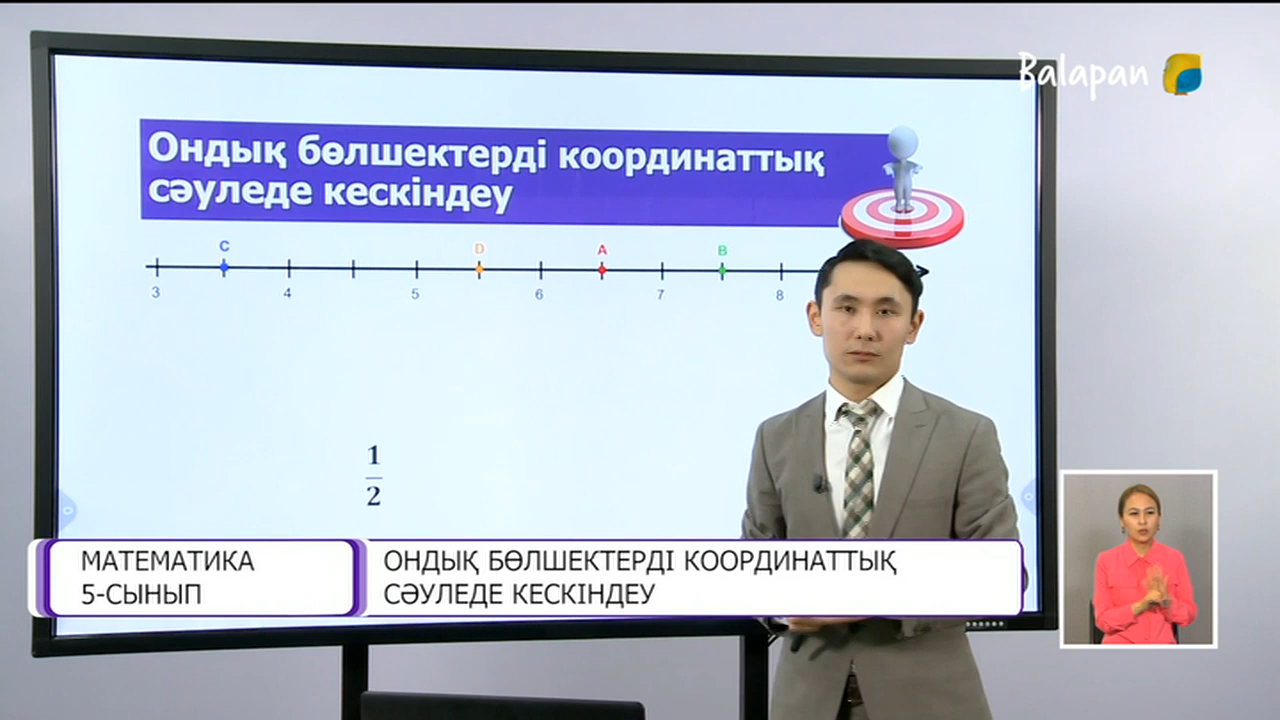 Balapan
Ондық бөлшектерді координаттық
сәуледе кескіндеу
C D A B
3 4 5 6 7 8
1
2
МАТЕМАТИКА
5-СЫНЫП
ОНДЫҚ БӨЛШЕКТЕРДІ КООРДИНАТТЫҚ
СӘУЛЕДЕ КЕСКІНДЕУ